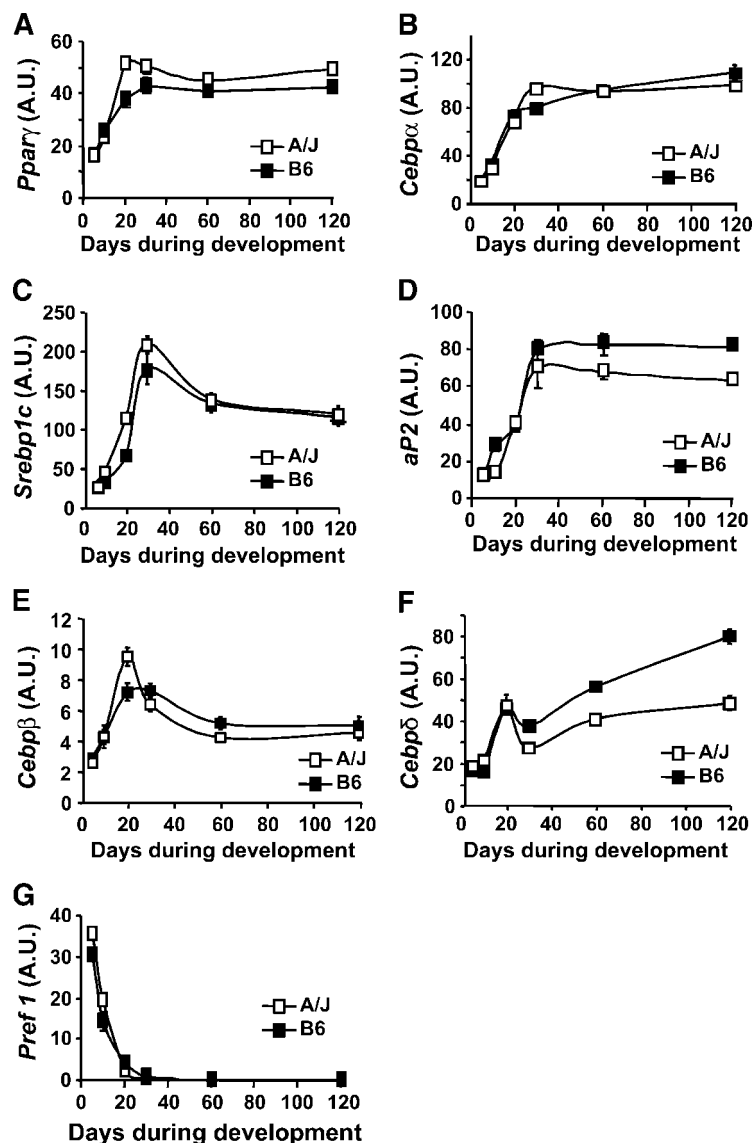 A
Pparγ (A.U.)
60
50
40
20
0
A/J
B6
0 20 40 60 80 100 120
Days during development
B
Cebpα (A.U.)
120
80
40
0
A/J
B6
0 20 40 60 80 100 120
Days during development
C
Srebp1c (A.U.)
250
200
150
100
50
0
A/J
B6
0 20 40 60 80 100 120
Days during development
D
aP2 (A.U.)
100
80
60
40
20
0
A/J
B6
0 20 40 60 80 100 120
Days during development
E
Cebpβ (A.U.)
12
10
8
6
4
2
0
A/J
B6
0 20 40 60 80 100 120
Days during development
F
Cebpδ (A.U.)
80
60
40
20
0
A/J
B6
0 20 40 60 80 100 120
Days during development
G
Pref 1 (A.U.)
40
30
20
10
0
A/J
B6
0 20 40 60 80 100 120
Days during development